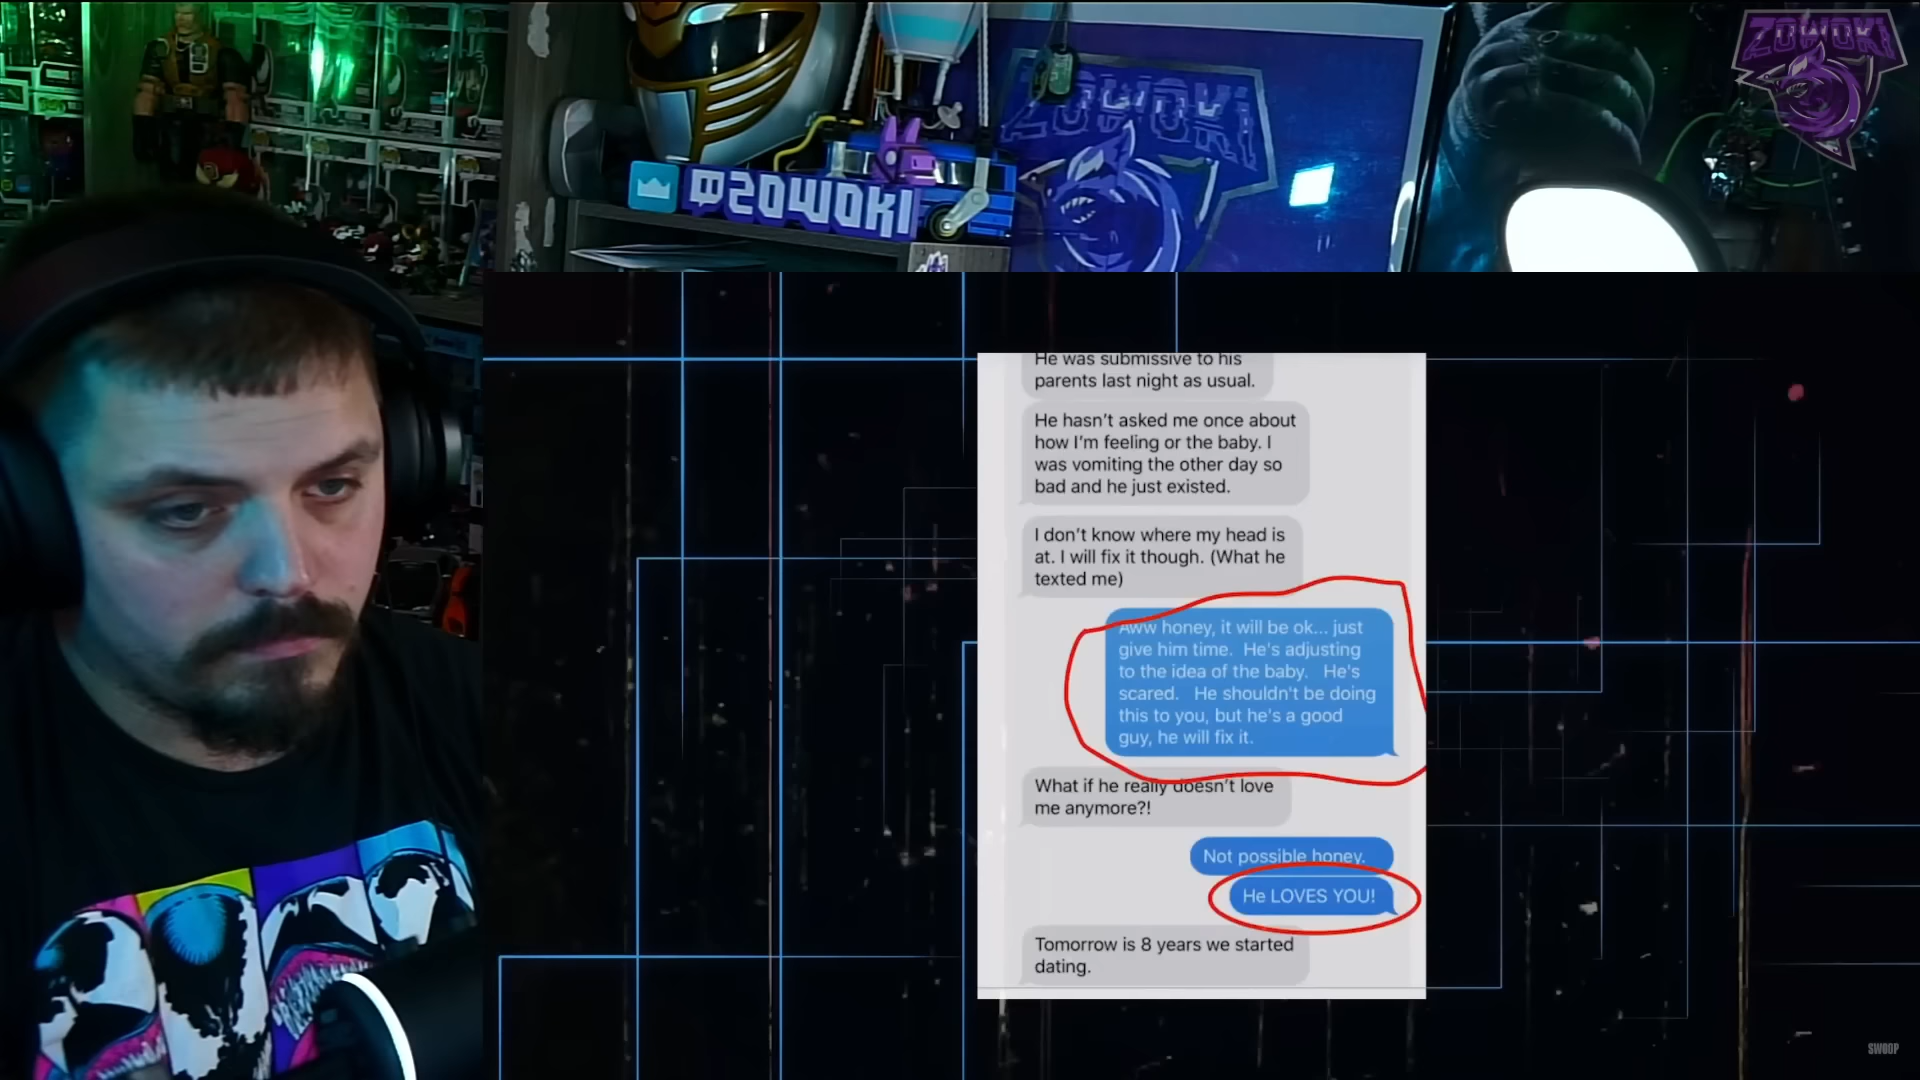 ZOWOKI
@ZOWOKI
ZOWOKI
He was submissive to his
parents last night as usual.
He hasn't asked me once about
how I'm feeling or the baby. I
was vomiting the other day so
bad and he just existed.
I don't know where my head is
at. I will fix it though. (What he
texted me)
Aww honey, it will be ok... just
give him time.  He's adjusting
to the idea of the baby.   He's
scared.   He shouldn't be doing
this to you, but he's a good
guy, he will fix it.
What if he really doesn't love
me anymore?!
Not possible honey.
He LOVES YOU!
Tomorrow is 8 years we started
dating.
SWOOP